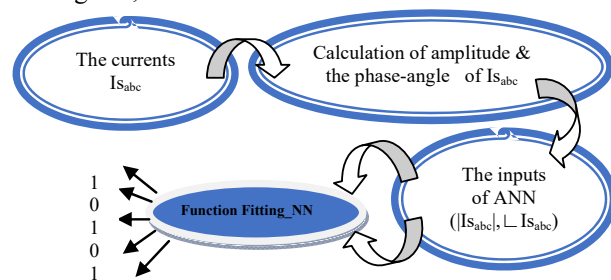 The currents
Is_abc
Calculation of amplitude &
the phase-angle of Is_abc
The inputs
of ANN
(|Is_abc|, ∟Is_abc)
Function Fitting_NN
1
0
1
0
1